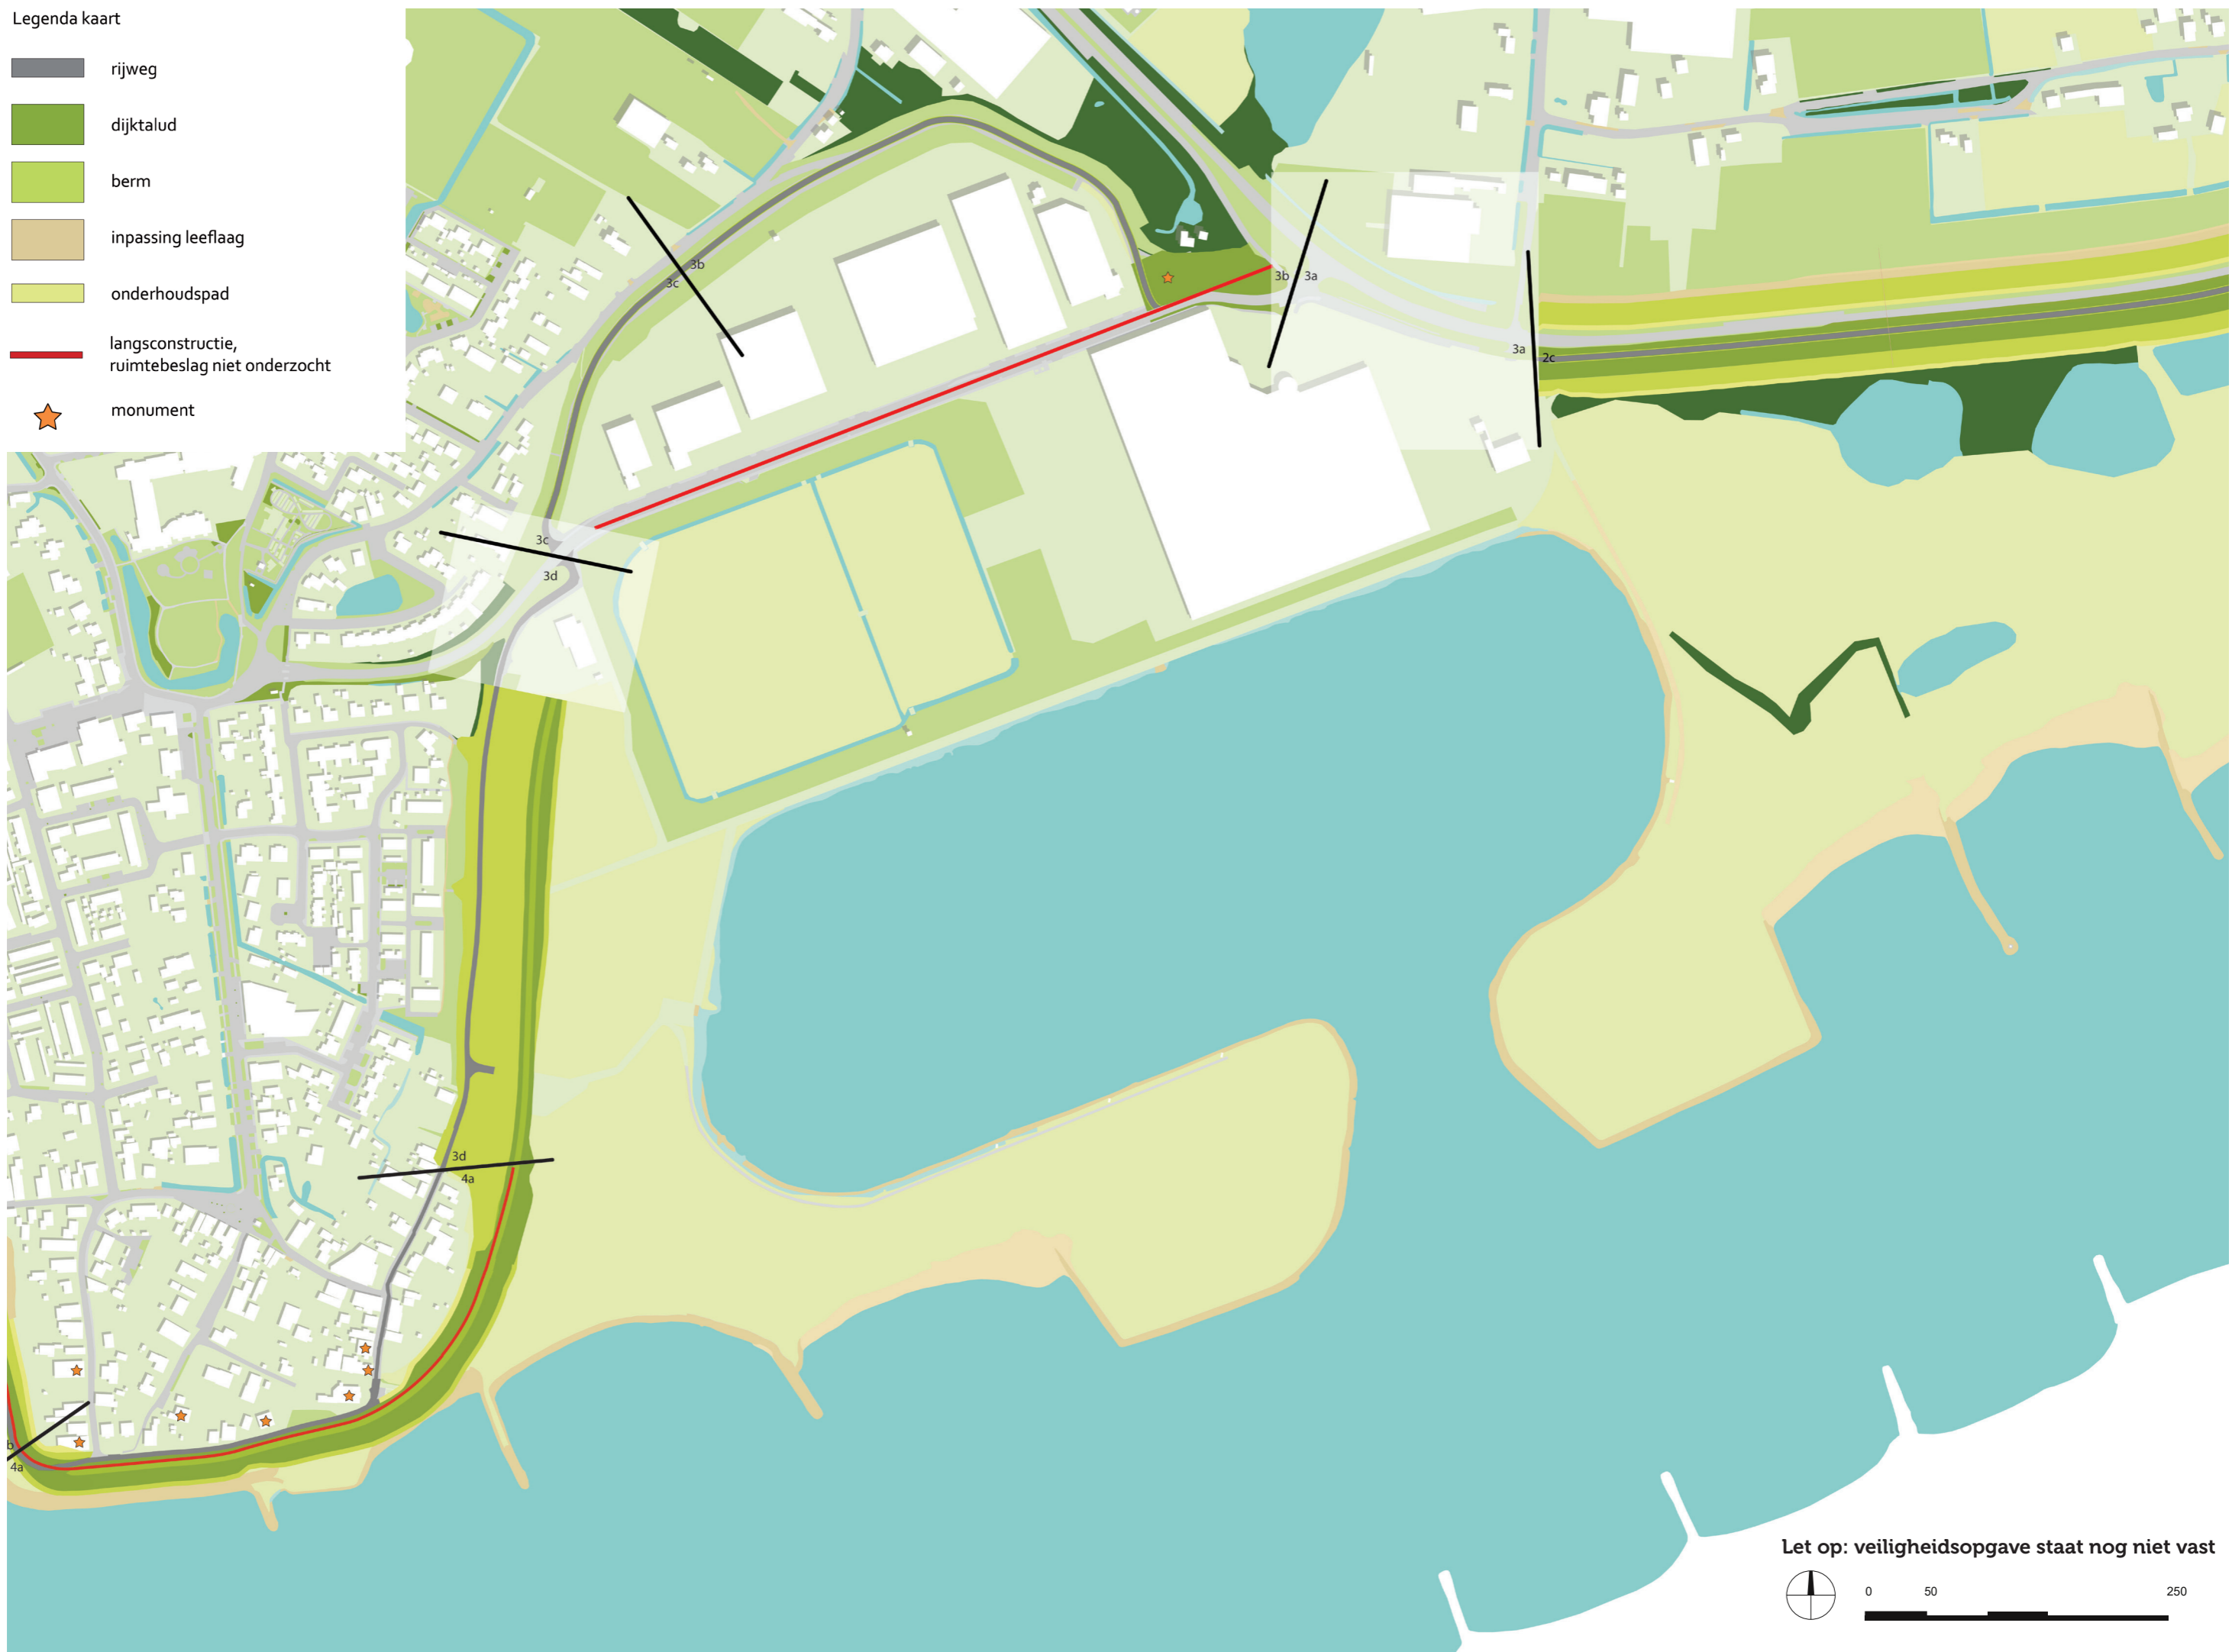 Legenda kaart
rijweg
dijktalud
berm
inpassing leeflaag
onderhoudspad
langsconstructie,
ruimtebeslag niet onderzocht
monument
3b
3c
3b
3a
3a
2c
3c
3d
3d
4a
b
4a
Let op: veiligheidsopgave staat nog niet vast
0 50 250